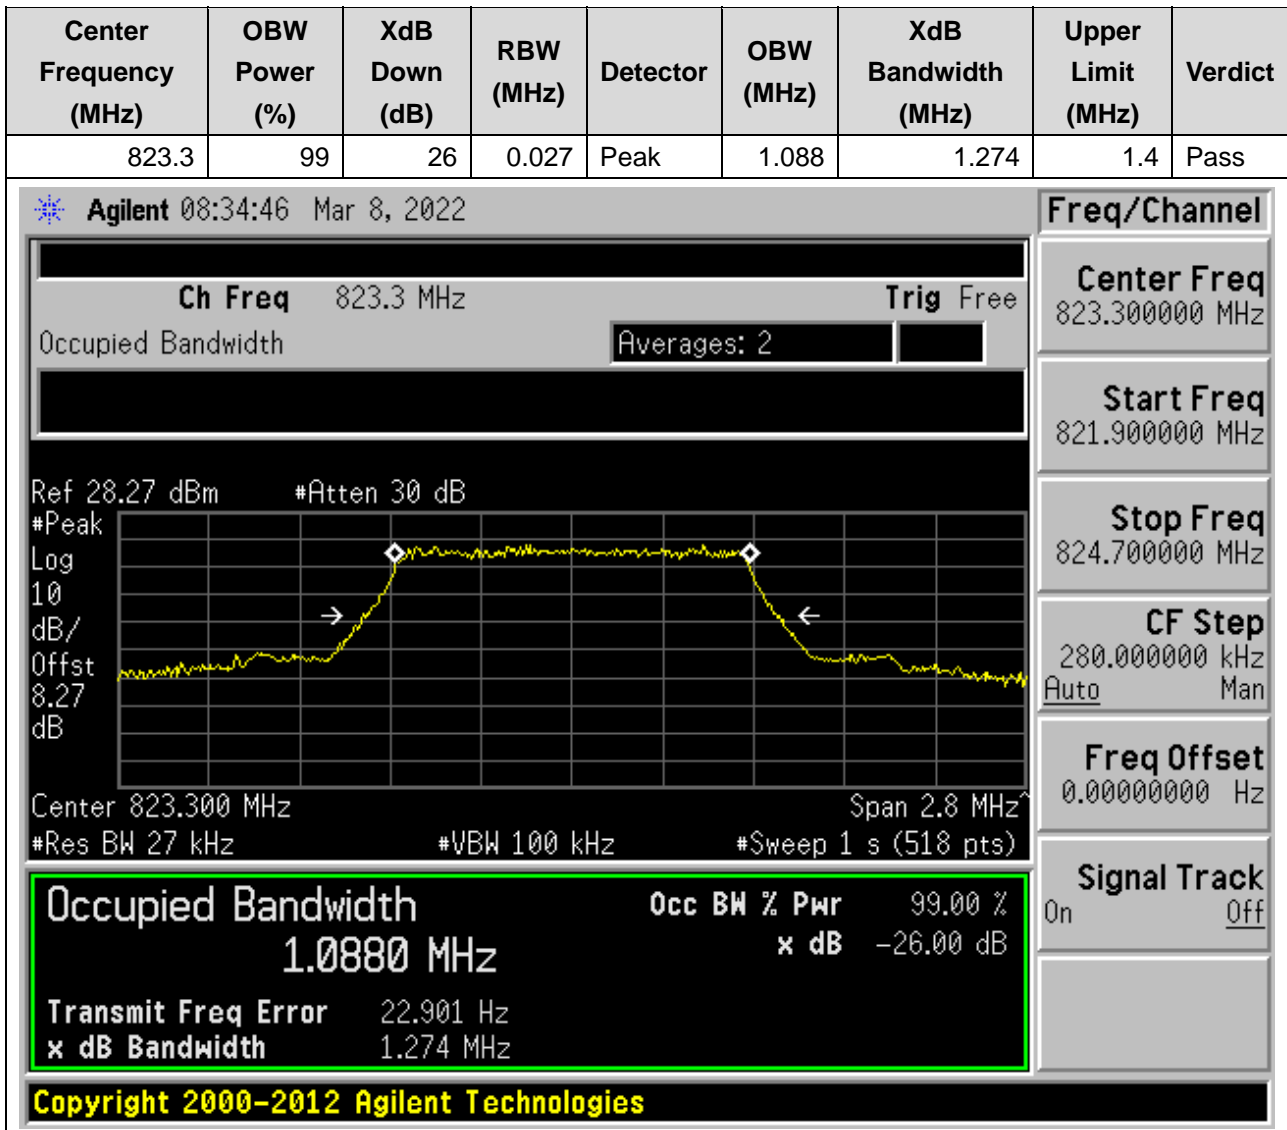 Center Frequency (MHz) OBW Power (%) XdB Down (dB) RBW (MHz) Detector OBW (MHz) XdB Bandwidth (MHz) Upper Limit (MHz) Verdict
823.3 99 26 0.027 Peak 1.088 1.274 1.4 Pass
Agilent 08:34:46 Mar 8, 2022
Ch Freq 823.3 MHz Trig Free
Occupied Bandwidth Averages: 2
Ref 28.27 dBm #Atten 30 dB
#Peak
Log
10
dB/
Offst
8.27
dB
Center 823.300 MHz Span 2.8 MHz^
#Res BW 27 kHz #VBW 100 kHz #Sweep 1 s (518 pts)
Occupied Bandwidth Occ BW % Pwr 99.00 %
1.0880 MHz x dB -26.00 dB
Transmit Freq Error 22.901 Hz
x dB Bandwidth 1.274 MHz
Copyright 2000-2012 Agilent Technologies
Freq/Channel
Center Freq
823.300000 MHz
Start Freq
821.900000 MHz
Stop Freq
824.700000 MHz
CF Step
280.000000 kHz
Auto Man
Freq Offset
0.00000000 Hz
Signal Track
On Off